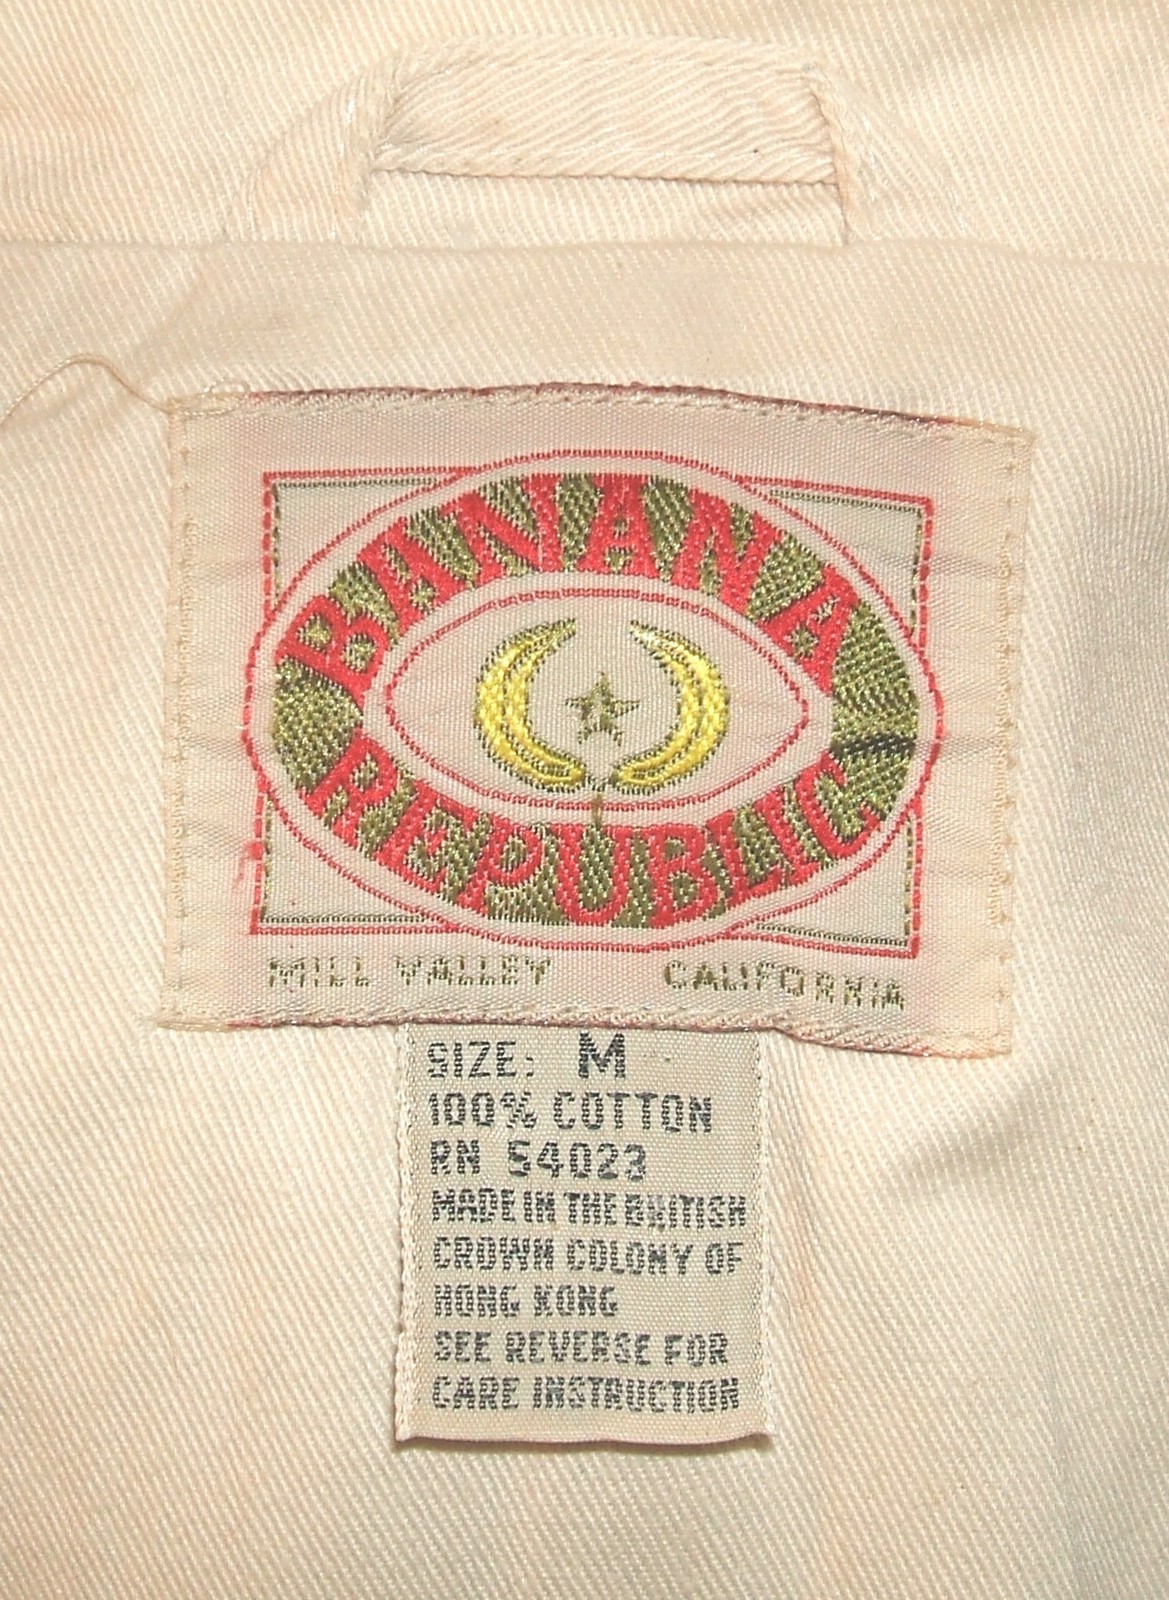 BANANA
REPUBLIC
MILL VALLEY CALIFORNIA
SIZE: M
100% COTTON
RN 54023
MADE IN THE BRITISH
CROWN COLONY OF
HONG KONG
SEE REVERSE FOR
CARE INSTRUCTION